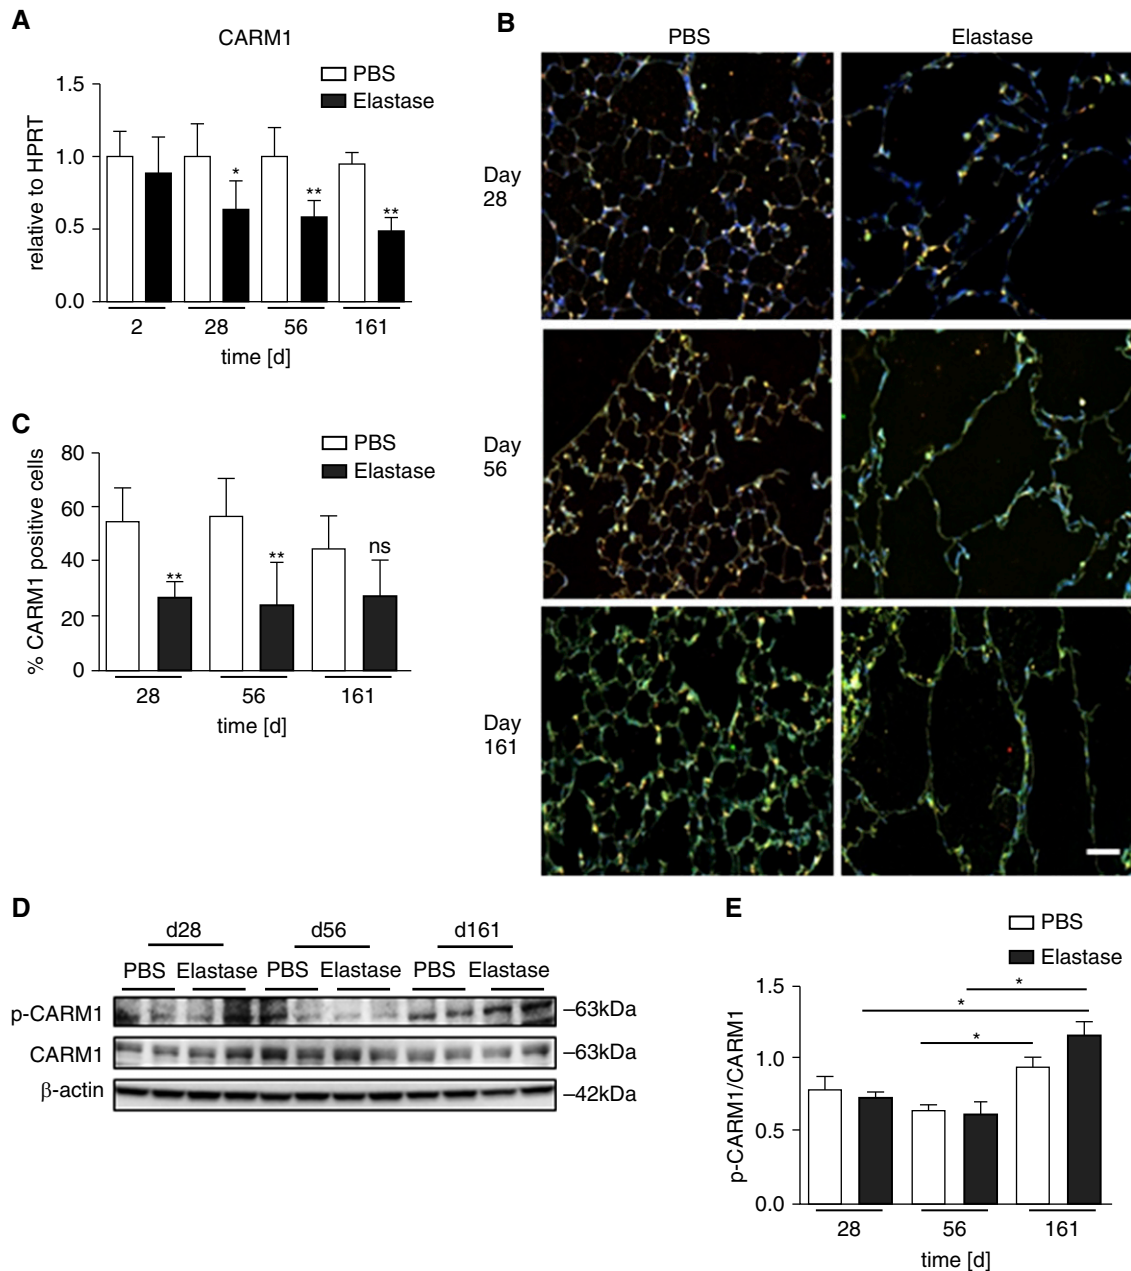 A
CARM1
PBS
Elastase
relative to HPRT
1.5
1.0
0.5
0.0
*
**
**
2 28 56 161
time [d]
B
PBS Elastase
Day
28
Day
56
Day
161
C
PBS
Elastase
% CARM1 positive cells
80
60
40
20
0
**
**
ns
28 56 161
time [d]
D
d28 d56 d161
PBS Elastase PBS Elastase PBS Elastase
p-CARM1 –63kDa
CARM1 –63kDa
β-actin –42kDa
E
PBS
Elastase
p-CARM1/CARM1
1.5
1.0
0.5
0.0
*
*
*
28 56 161
time [d]